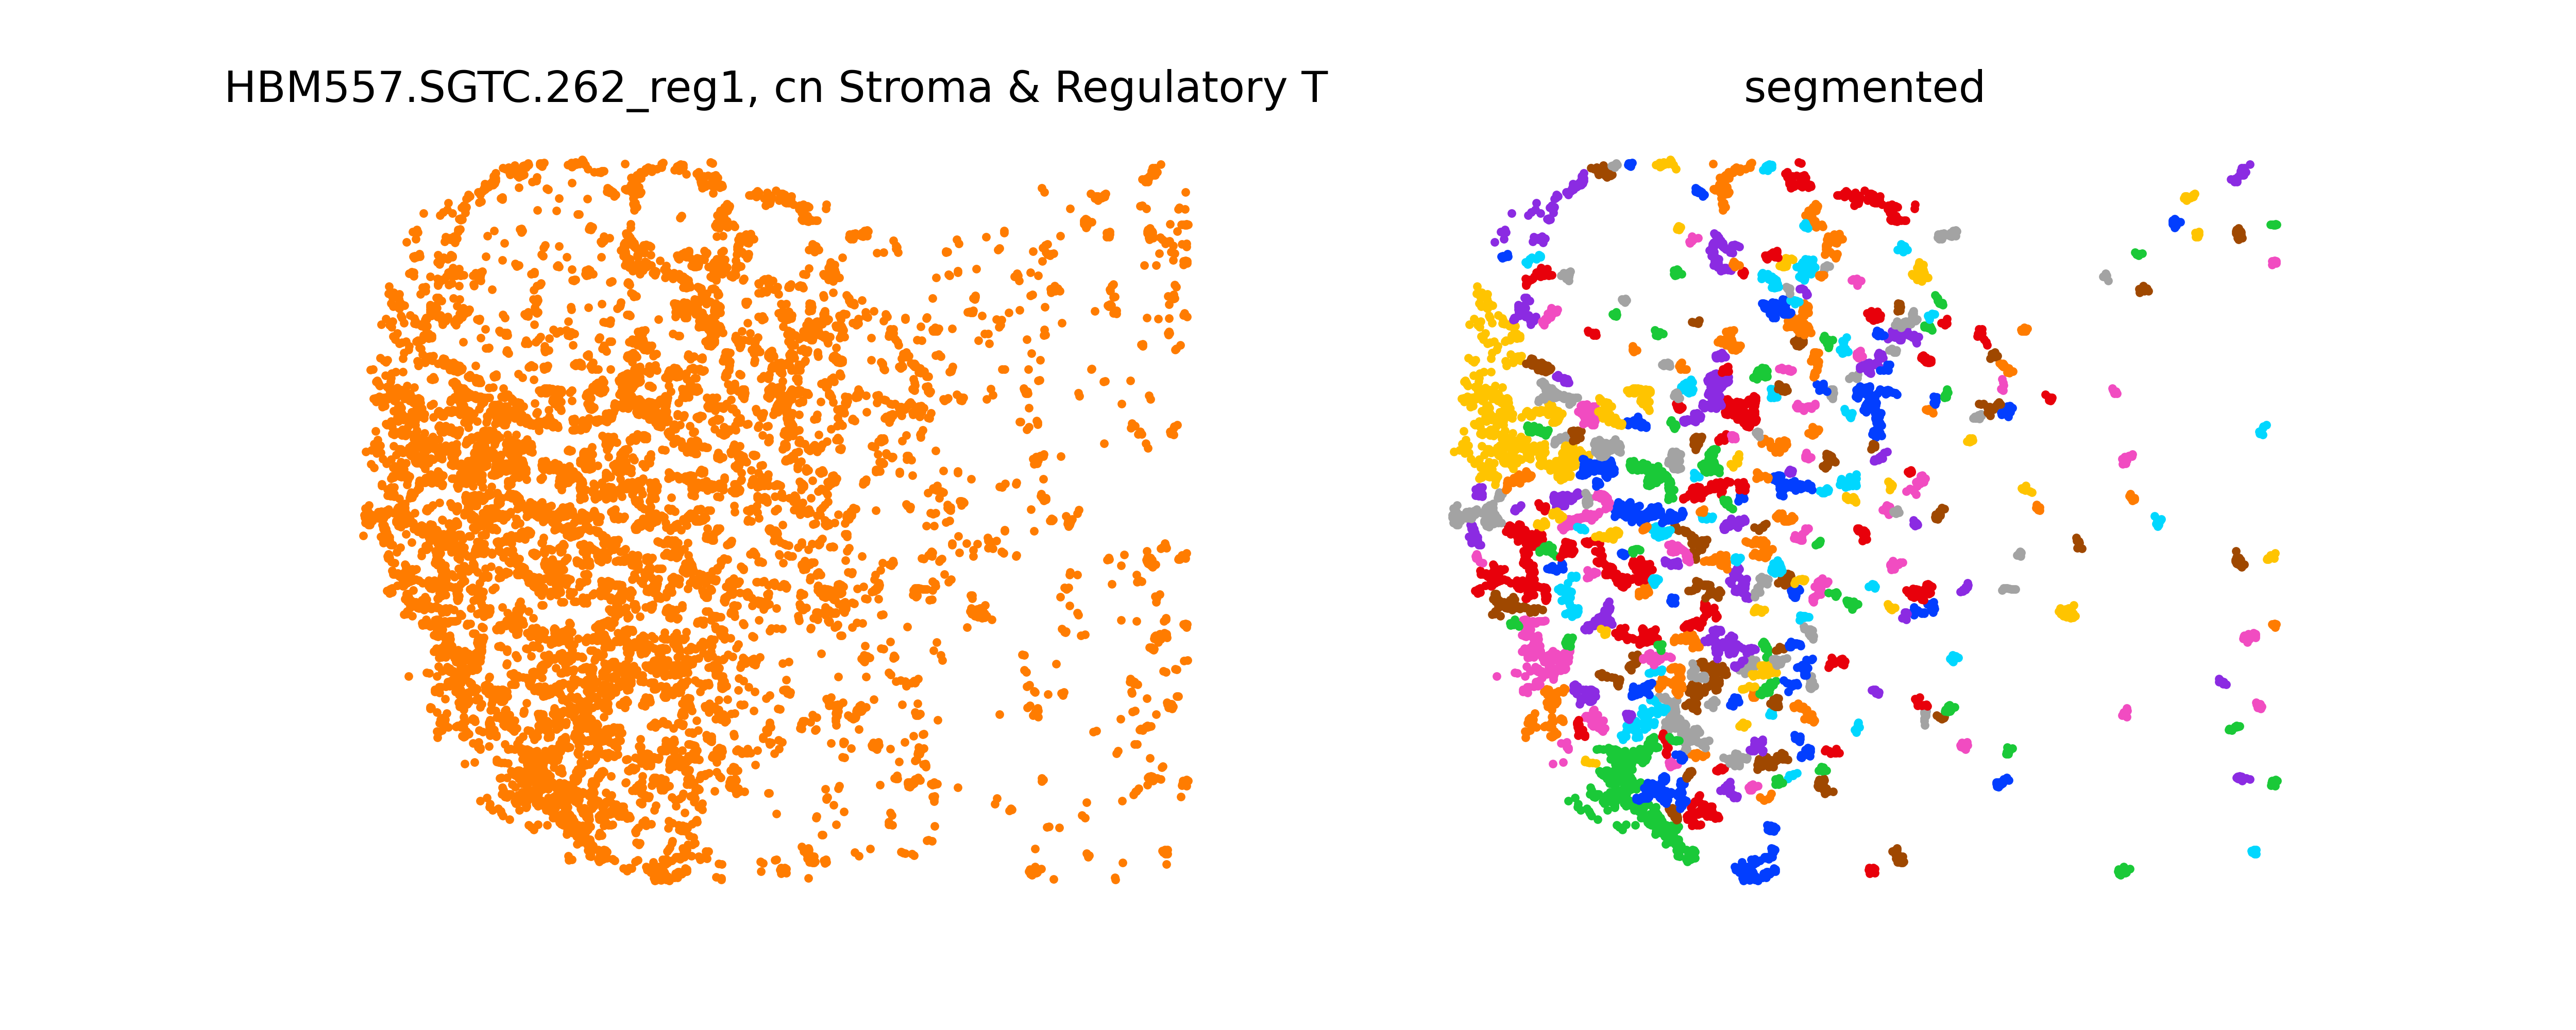 HBM557.SGTC.262_reg1, cn Stroma & Regulatory T
segmented